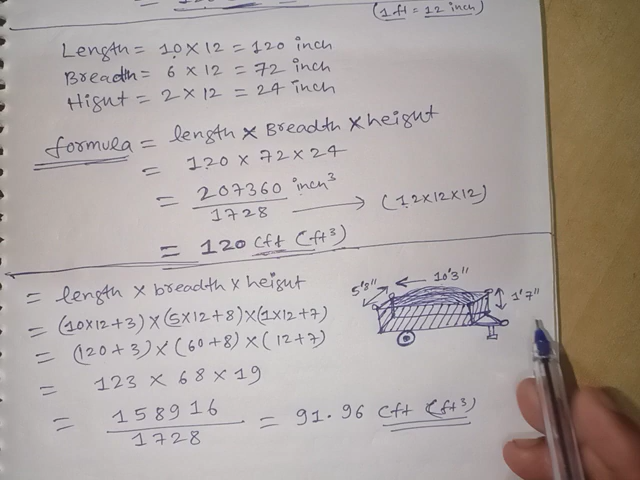 (1 ft = 12 inch)
Length = 10 × 12 = 120 inch
Breadth = 6 × 12 = 72 inch
Hight = 2 × 12 = 24 inch
formula = length × Breadth × height
= 120 × 72 × 24
= 207360 inch³
1728 → (12×12×12)
= 120 Cft (ft³)
= length × breadth × height
5'8" 10'3" 1'7"
= (10×12+3) × (5×12+8) × (1×12+7)
= (120+3) × (60+8) × (12+7)
= 123 × 68 × 19
= 158916 = 91.96 Cft (ft³)
1728